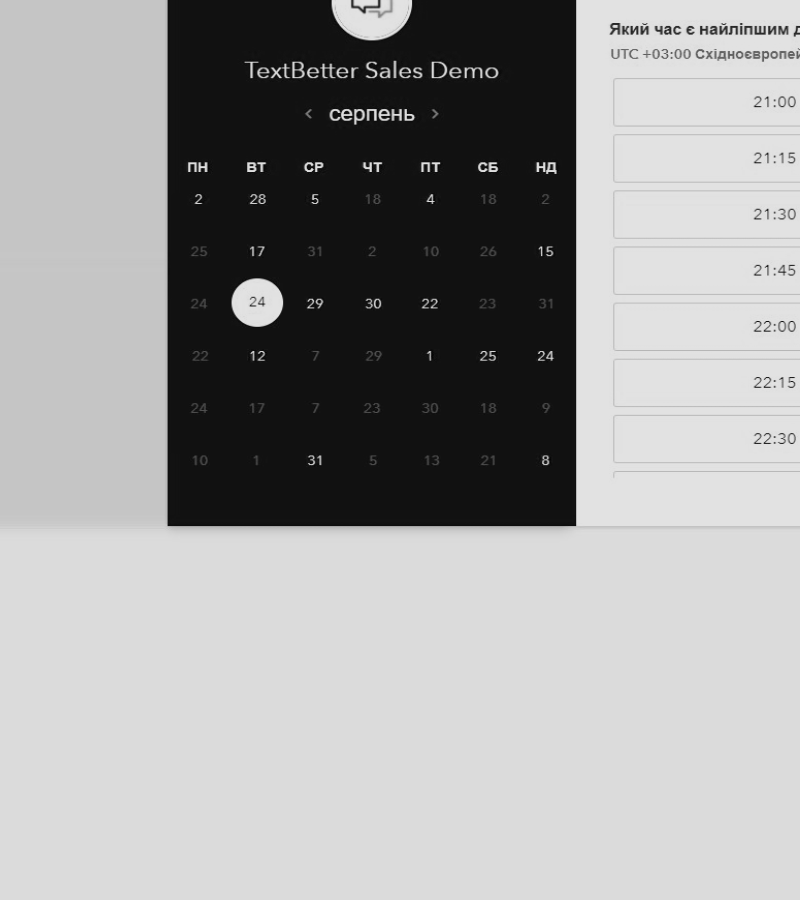 TextBetter Sales Demo
< серпень >
ПН ВТ СР ЧТ ПТ СБ НД
2 28 5 18 4 18 2
25 17 31 2 10 26 15
24 24 29 30 22 23 31
22 12 7 29 1 25 24
24 17 7 23 30 18 9
10 1 31 5 13 21 8
Який час є найліпшим
UTC +03:00
21:00
21:15
21:30
21:45
22:00
22:15
22:30